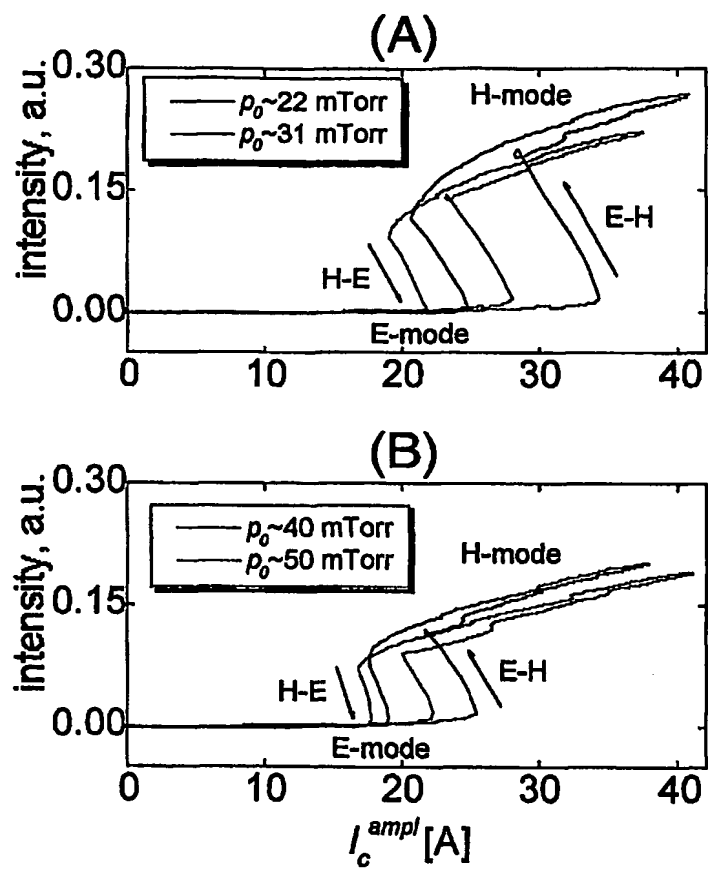 (A)
intensity, a.u.
0.30
0.15
0.00
p₀~22 mTorr
p₀~31 mTorr
H-mode
E-H
H-E
E-mode
0 10 20 30 40
(B)
intensity, a.u.
0.30
0.15
0.00
p₀~40 mTorr
p₀~50 mTorr
H-mode
E-H
H-E
E-mode
0 10 20 30 40
I_c^ampl [A]